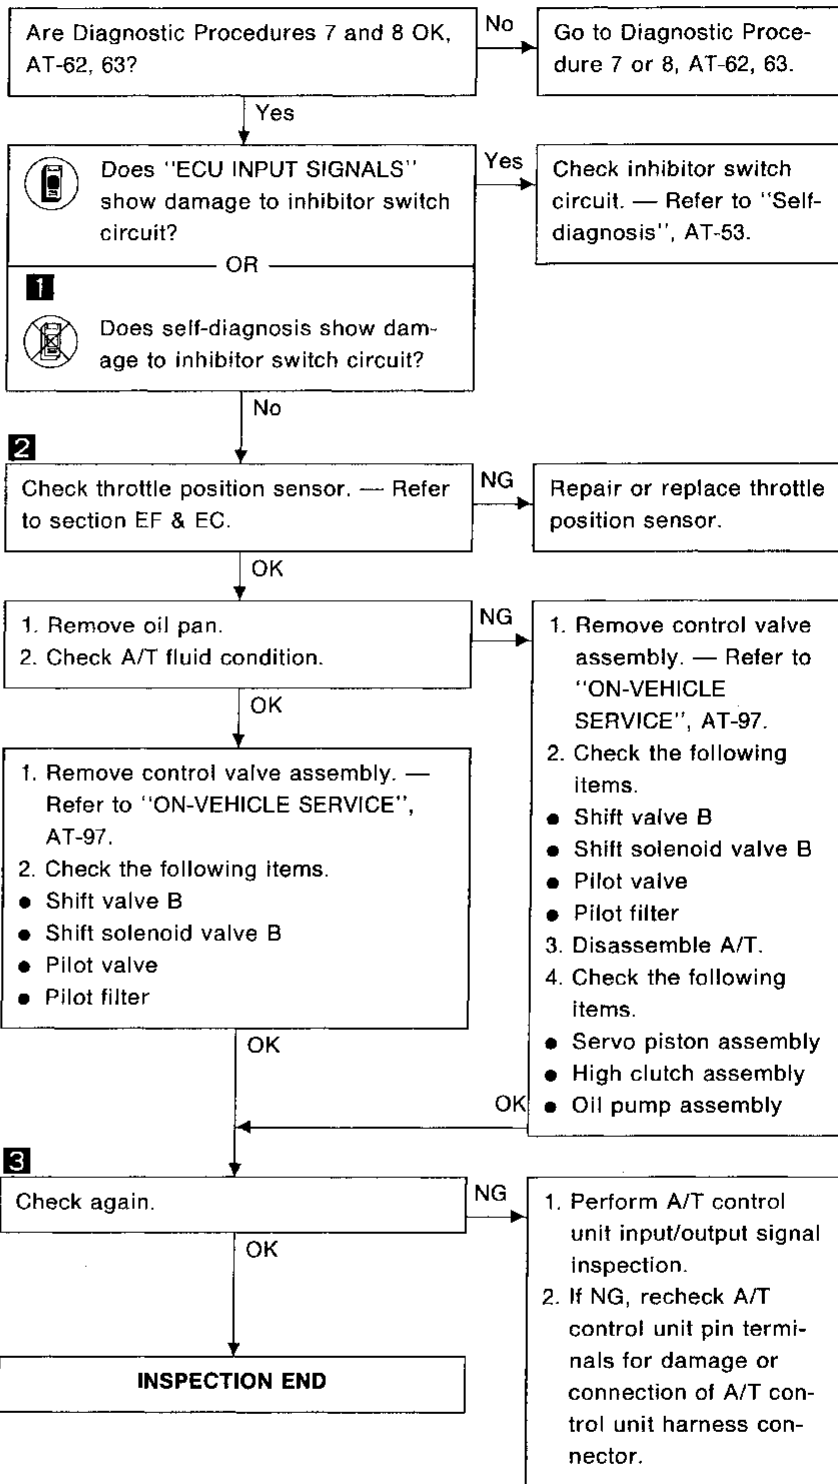 Are Diagnostic Procedures 7 and 8 OK,
AT-62, 63?
No
Go to Diagnostic Proce-
dure 7 or 8, AT-62, 63.
Yes
Does "ECU INPUT SIGNALS"
show damage to inhibitor switch
circuit?
Yes
Check inhibitor switch
circuit. — Refer to "Self-
diagnosis", AT-53.
OR
1
Does self-diagnosis show dam-
age to inhibitor switch circuit?
No
2
Check throttle position sensor. — Refer
to section EF & EC.
NG
Repair or replace throttle
position sensor.
OK
1. Remove oil pan.
2. Check A/T fluid condition.
NG
1. Remove control valve
assembly. — Refer to
"ON-VEHICLE
SERVICE", AT-97.
2. Check the following
items.
● Shift valve B
● Shift solenoid valve B
● Pilot valve
● Pilot filter
3. Disassemble A/T.
4. Check the following
items.
● Servo piston assembly
● High clutch assembly
● Oil pump assembly
OK
OK
1. Remove control valve assembly. —
Refer to "ON-VEHICLE SERVICE",
AT-97.
2. Check the following items.
● Shift valve B
● Shift solenoid valve B
● Pilot valve
● Pilot filter
OK
3
Check again.
NG
1. Perform A/T control
unit input/output signal
inspection.
2. If NG, recheck A/T
control unit pin termi-
nals for damage or
connection of A/T con-
trol unit harness con-
nector.
OK
INSPECTION END